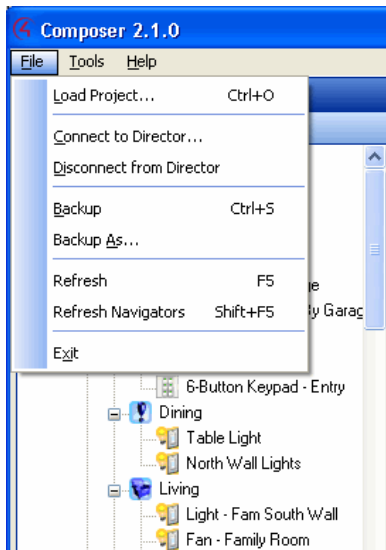 Composer 2.1.0
File Tools Help
Load Project... Ctrl+O
Connect to Director...
Disconnect from Director
Backup Ctrl+S
Backup As...
Refresh F5
Refresh Navigators Shift+F5
Exit
6-Button Keypad - Entry
Dining
Table Light
North Wall Lights
Living
Light - Fam South Wall
Fan - Family Room